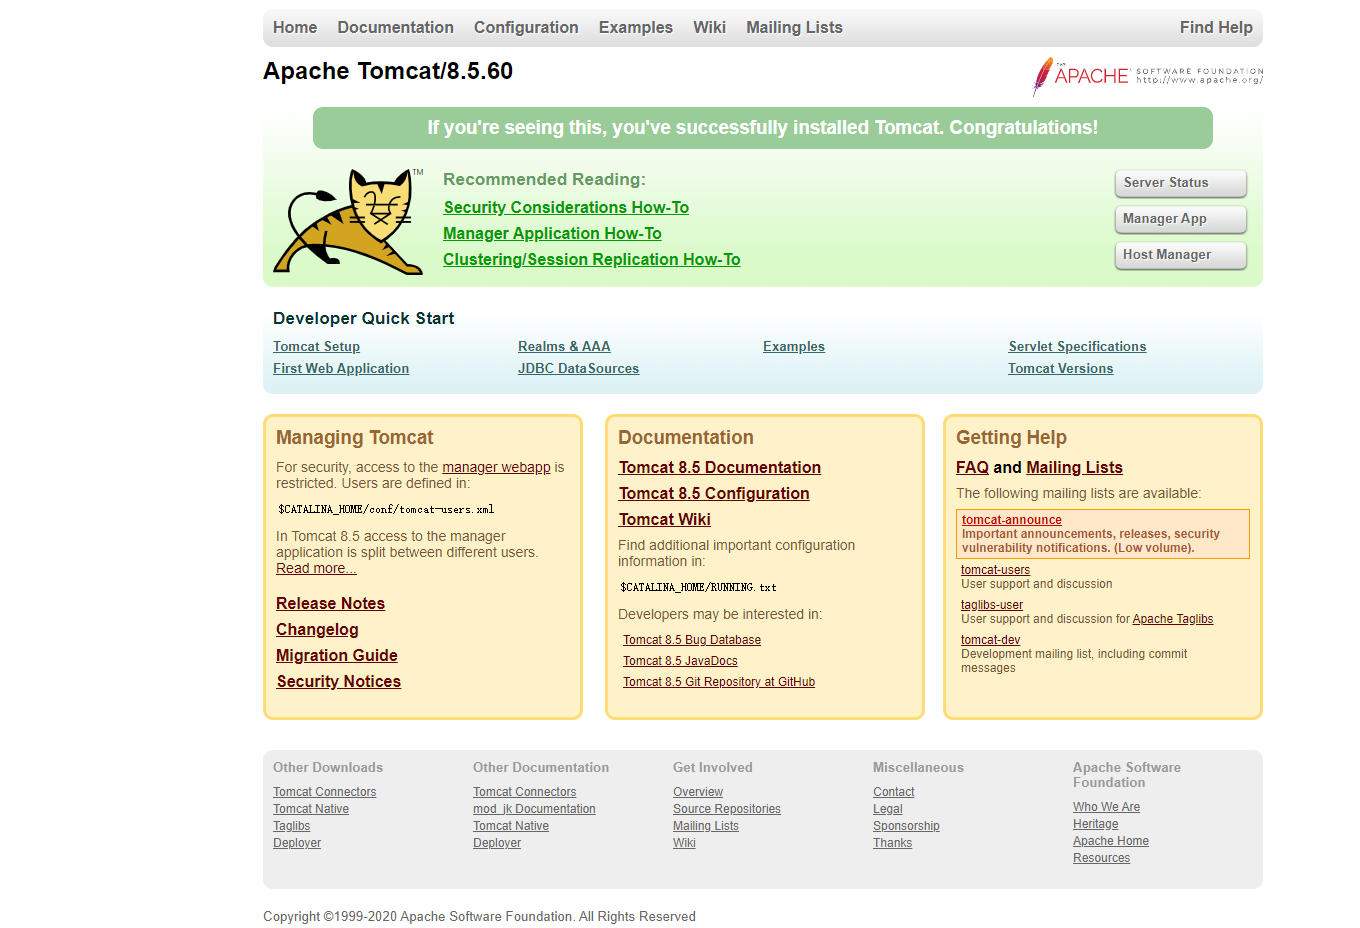 Home Documentation Configuration Examples Wiki Mailing Lists Find Help
Apache Tomcat/8.5.60
THE APACHE SOFTWARE FOUNDATION
http://www.apache.org/
If you're seeing this, you've successfully installed Tomcat. Congratulations!
TM
Recommended Reading:
Security Considerations How-To
Manager Application How-To
Clustering/Session Replication How-To
Server Status
Manager App
Host Manager
Developer Quick Start
Tomcat Setup
First Web Application
Realms & AAA
JDBC DataSources
Examples
Servlet Specifications
Tomcat Versions
Managing Tomcat
For security, access to the manager webapp is
restricted. Users are defined in:
$CATALINA_HOME/conf/tomcat-users.xml
In Tomcat 8.5 access to the manager
application is split between different users.
Read more...
Release Notes
Changelog
Migration Guide
Security Notices
Documentation
Tomcat 8.5 Documentation
Tomcat 8.5 Configuration
Tomcat Wiki
Find additional important configuration
information in:
$CATALINA_HOME/RUNNING.txt
Developers may be interested in:
Tomcat 8.5 Bug Database
Tomcat 8.5 JavaDocs
Tomcat 8.5 Git Repository at GitHub
Getting Help
FAQ and Mailing Lists
The following mailing lists are available:
tomcat-announce
Important announcements, releases, security
vulnerability notifications. (Low volume).
tomcat-users
User support and discussion
taglibs-user
User support and discussion for Apache Taglibs
tomcat-dev
Development mailing list, including commit
messages
Other Downloads
Tomcat Connectors
Tomcat Native
Taglibs
Deployer
Other Documentation
Tomcat Connectors
mod_jk Documentation
Tomcat Native
Deployer
Get Involved
Overview
Source Repositories
Mailing Lists
Wiki
Miscellaneous
Contact
Legal
Sponsorship
Thanks
Apache Software
Foundation
Who We Are
Heritage
Apache Home
Resources
Copyright ©1999-2020 Apache Software Foundation. All Rights Reserved